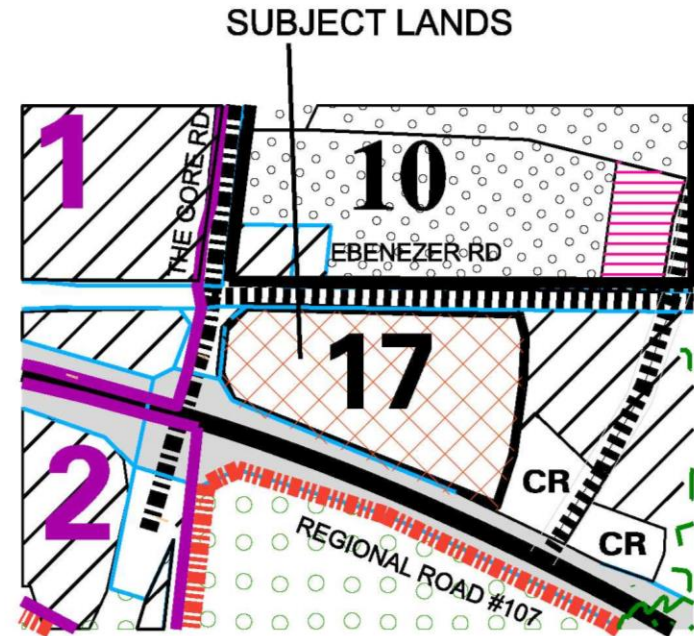 SUBJECT LANDS
1
THE GORE RD
10
EBENEZER RD
17
2
CR
CR
REGIONAL ROAD #107